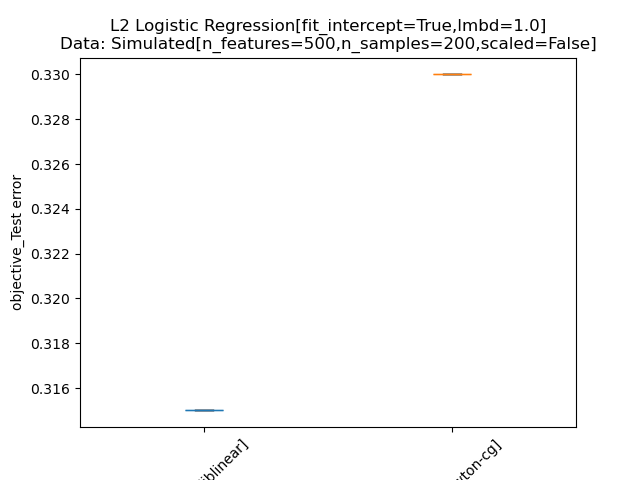 L2 Logistic Regression[fit_intercept=True,lmbd=1.0]
Data: Simulated[n_features=500,n_samples=200,scaled=False]
0.330
0.328
0.326
0.324
0.322
0.320
0.318
0.316
objective_Test error
iblinear]
ton-cg]